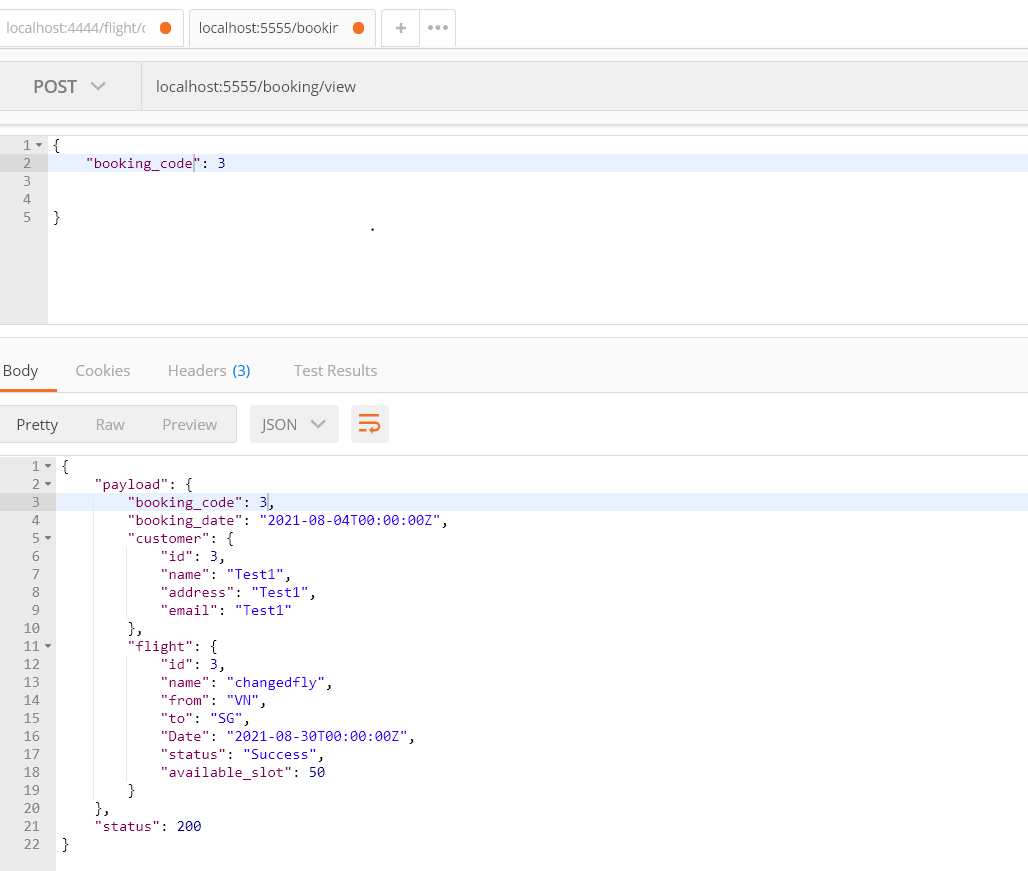 localhost:4444/flight/c localhost:5555/bookir + •••
POST localhost:5555/booking/view
1 {
2 "booking_code": 3
3
4
5 }
Body Cookies Headers (3) Test Results
Pretty Raw Preview JSON
1 {
2 "payload": {
3 "booking_code": 3,
4 "booking_date": "2021-08-04T00:00:00Z",
5 "customer": {
6 "id": 3,
7 "name": "Test1",
8 "address": "Test1",
9 "email": "Test1"
10 },
11 "flight": {
12 "id": 3,
13 "name": "changedfly",
14 "from": "VN",
15 "to": "SG",
16 "Date": "2021-08-30T00:00:00Z",
17 "status": "Success",
18 "available_slot": 50
19 }
20 },
21 "status": 200
22 }